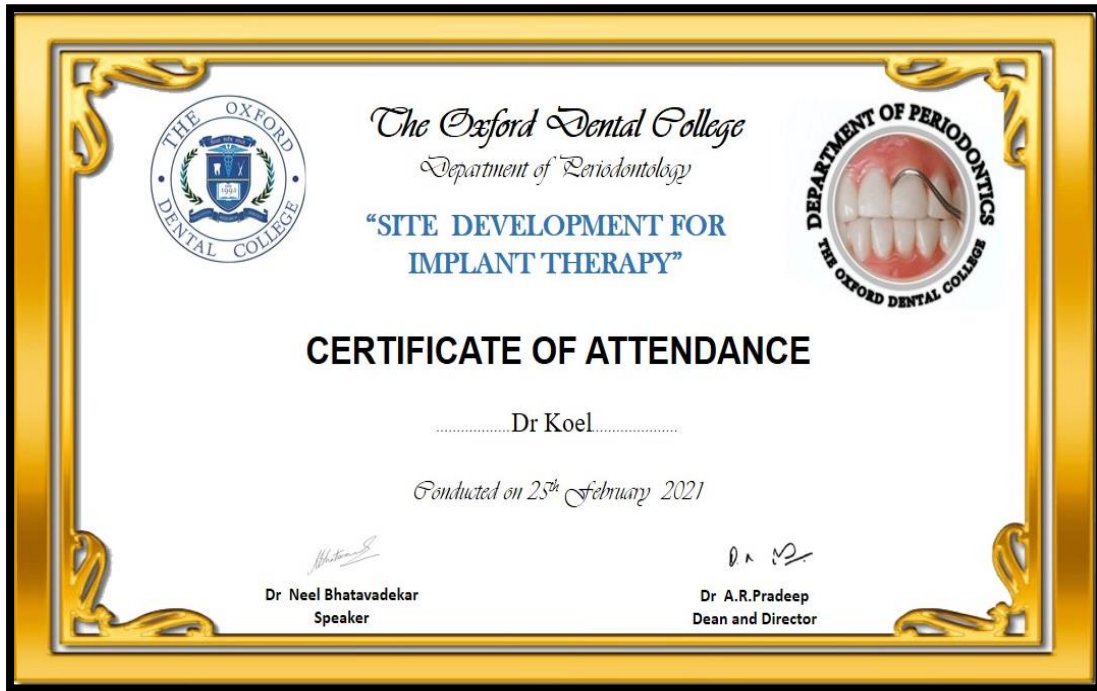 THE OXFORD DENTAL COLLEGE
1992
The Oxford Dental College
Department of Periodontology
“SITE DEVELOPMENT FOR
IMPLANT THERAPY”
DEPARTMENT OF PERIODONTICS
THE OXFORD DENTAL COLLEGE
CERTIFICATE OF ATTENDANCE
..................Dr Koel.....................
Conducted on 25th February 2021
Dr Neel Bhatavadekar
Speaker
Dr A.R.Pradeep
Dean and Director